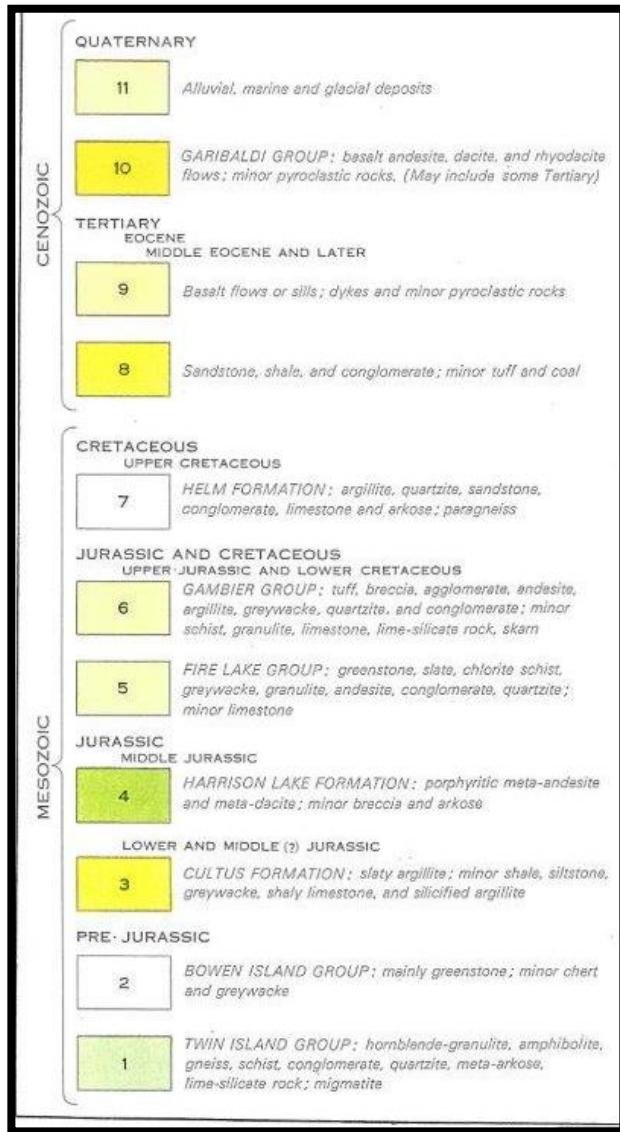 QUATERNARY
11
Alluvial, marine and glacial deposits
10
GARIBALDI GROUP: basalt andesite, dacite, and rhyodacite
flows; minor pyroclastic rocks. (May include some Tertiary)
CENOZOIC
TERTIARY
EOCENE
MIDDLE EOCENE AND LATER
9
Basalt flows or sills; dykes and minor pyroclastic rocks
8
Sandstone, shale, and conglomerate; minor tuff and coal
CRETACEOUS
UPPER CRETACEOUS
7
HELM FORMATION: argillite, quartzite, sandstone,
conglomerate, limestone and arkose; paragneiss
JURASSIC AND CRETACEOUS
UPPER JURASSIC AND LOWER CRETACEOUS
6
GAMBIER GROUP: tuff, breccia, agglomerate, andesite,
argillite, greywacke, quartzite, and conglomerate; minor
schist, granulite, limestone, lime-silicate rock, skarn
5
FIRE LAKE GROUP: greenstone, slate, chlorite schist,
greywacke, granulite, andesite, conglomerate, quartzite;
minor limestone
MESOZOIC
JURASSIC
MIDDLE JURASSIC
4
HARRISON LAKE FORMATION: porphyritic meta-andesite
and meta-dacite; minor breccia and arkose
LOWER AND MIDDLE (?) JURASSIC
3
CULTUS FORMATION: slaty argillite; minor shale, siltstone,
greywacke, shaly limestone, and silicified argillite
PRE-JURASSIC
2
BOWEN ISLAND GROUP: mainly greenstone; minor chert
and greywacke
1
TWIN ISLAND GROUP: hornblende-granulite, amphibolite,
gneiss, schist, conglomerate, quartzite, meta-arkose,
lime-silicate rock; migmatite